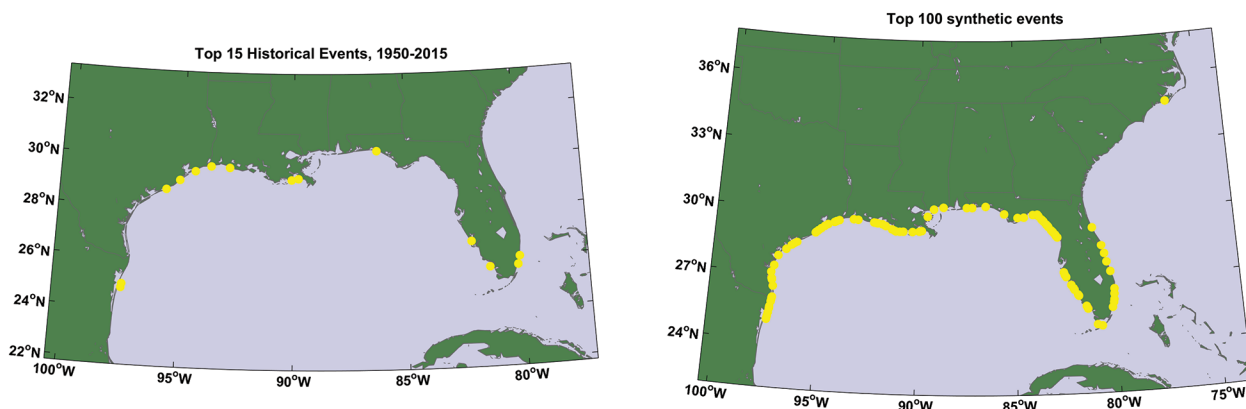 Top 15 Historical Events, 1950-2015
32°N
30°N
28°N
26°N
24°N
22°N
100°W
95°W
90°W
85°W
80°W
Top 100 synthetic events
36°N
33°N
30°N
27°N
24°N
100°W
95°W
90°W
85°W
80°W
75°W